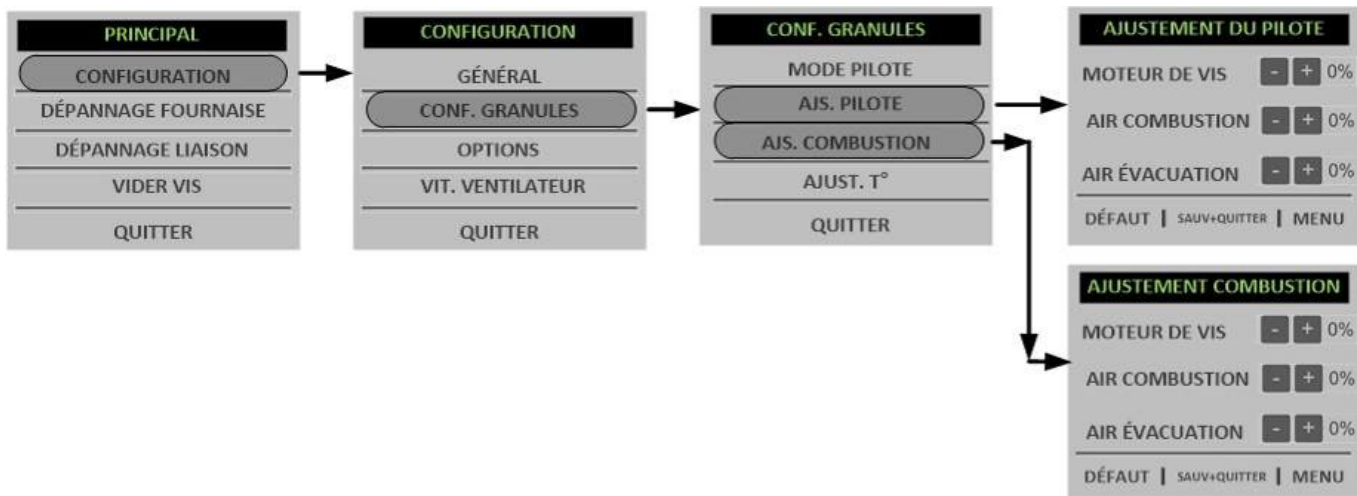 PRINCIPAL
CONFIGURATION
DÉPANNAGE FOURNAISE
DÉPANNAGE LIAISON
VIDER VIS
QUITTER
CONFIGURATION
GÉNÉRAL
CONF. GRANULES
OPTIONS
VIT. VENTILATEUR
QUITTER
CONF. GRANULES
MODE PILOTE
AJS. PILOTE
AJS. COMBUSTION
AJUST. T°
QUITTER
AJUSTEMENT DU PILOTE
MOTEUR DE VIS - + 0%
AIR COMBUSTION - + 0%
AIR ÉVACUATION - + 0%
DÉFAUT | SAUV+QUITTER | MENU
AJUSTEMENT COMBUSTION
MOTEUR DE VIS - + 0%
AIR COMBUSTION - + 0%
AIR ÉVACUATION - + 0%
DÉFAUT | SAUV+QUITTER | MENU